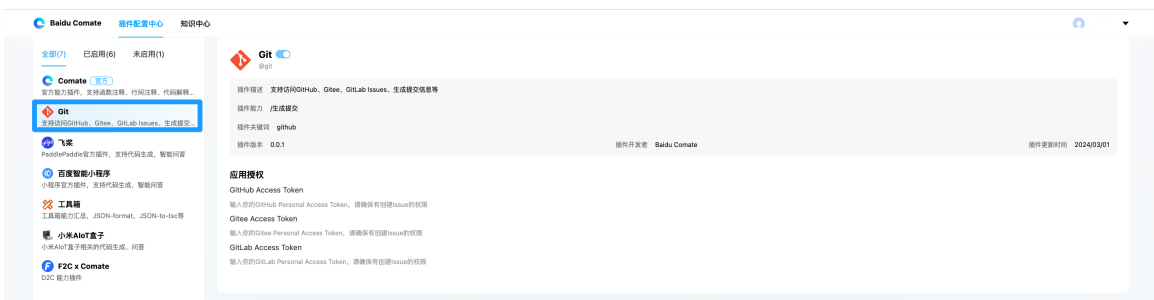 Baidu Comate 插件配置中心 知识中心
全部(7) 已启用(6) 未启用(1)
Comate 官方
官方能力插件，支持函数注释、行间注释、代码解释...
Git
支持访问GitHub、Gitee、GitLab Issues、生成提交...
飞桨
PaddlePaddle官方插件，支持代码生成，智能问答
百度智能小程序
小程序官方插件，支持代码生成，智能问答
工具箱
工具箱能力汇总，JSON-format，JSON-to-tsc等
小米AIoT盒子
小米AIoT盒子相关的代码生成、问答
F2C x Comate
D2C 能力插件
Git
@git
插件描述 支持访问GitHub、Gitee、GitLab Issues、生成提交信息等
插件能力 /生成提交
插件关键词 github
插件版本 0.0.1 插件开发者 Baidu Comate 插件更新时间 2024/03/01
应用授权
GitHub Access Token
输入你的GitHub Personal Access Token，请确保有创建Issue的权限
Gitee Access Token
输入你的Gitee Personal Access Token，请确保有创建Issue的权限
GitLab Access Token
输入你的GitLab Personal Access Token，请确保有创建Issue的权限